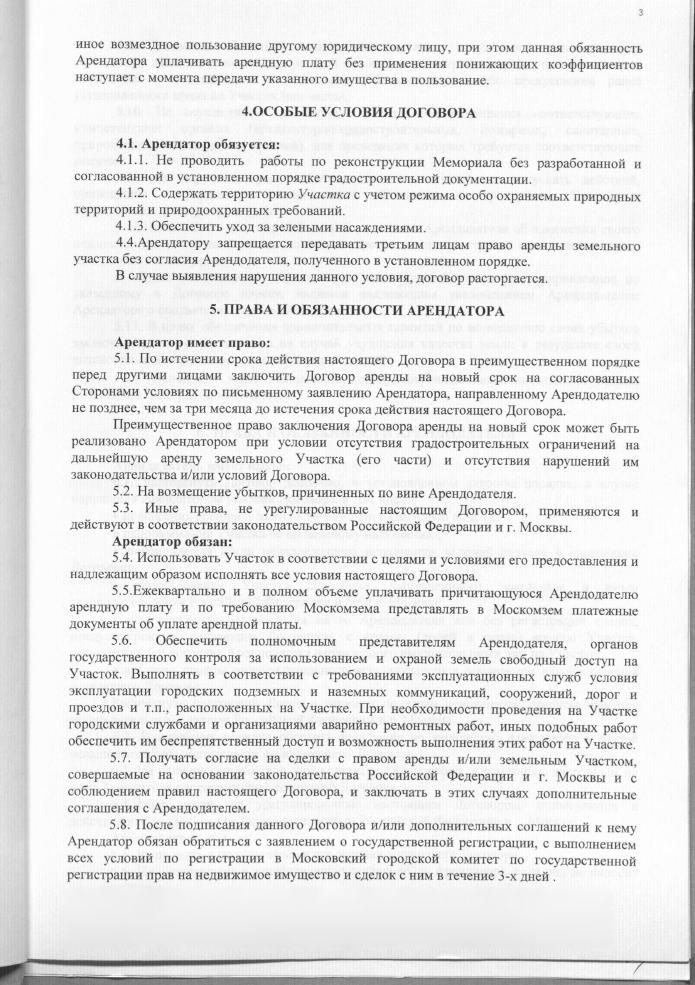 3
иное возмездное пользование другому юридическому лицу, при этом данная обязанность
Арендатора уплачивать арендную плату без применения понижающих коэффициентов
наступает с момента передачи указанного имущества в пользование.
4.ОСОБЫЕ УСЛОВИЯ ДОГОВОРА
4.1. Арендатор обязуется:
4.1.1. Не проводить работы по реконструкции Мемориала без разработанной и
согласованной в установленном порядке градостроительной документации.
4.1.2. Содержать территорию Участка с учетом режима особо охраняемых природных
территорий и природоохранных требований.
4.1.3. Обеспечить уход за зелеными насаждениями.
4.4.Арендатору запрещается передавать третьим лицам право аренды земельного
участка без согласия Арендодателя, полученного в установленном порядке.
В случае выявления нарушения данного условия, договор расторгается.
5. ПРАВА И ОБЯЗАННОСТИ АРЕНДАТОРА
Арендатор имеет право:
5.1. По истечении срока действия настоящего Договора в преимущественном порядке
перед другими лицами заключить Договор аренды на новый срок на согласованных
Сторонами условиях по письменному заявлению Арендатора, направленному Арендодателю
не позднее, чем за три месяца до истечения срока действия настоящего Договора.
Преимущественное право заключения Договора аренды на новый срок может быть
реализовано Арендатором при условии отсутствия градостроительных ограничений на
дальнейшую аренду земельного Участка (его части) и отсутствия нарушений им
законодательства и/или условий Договора.
5.2. На возмещение убытков, причиненных по вине Арендодателя.
5.3. Иные права, не урегулированные настоящим Договором, применяются и
действуют в соответствии законодательством Российской Федерации и г. Москвы.
Арендатор обязан:
5.4. Использовать Участок в соответствии с целями и условиями его предоставления и
надлежащим образом исполнять все условия настоящего Договора.
5.5.Ежеквартально и в полном объеме уплачивать причитающуюся Арендодателю
арендную плату и по требованию Москомзема представлять в Москомзем платежные
документы об уплате арендной платы.
5.6. Обеспечить полномочным представителям Арендодателя, органов
государственного контроля за использованием и охраной земель свободный доступ на
Участок. Выполнять в соответствии с требованиями эксплуатационных служб условия
эксплуатации городских подземных и наземных коммуникаций, сооружений, дорог и
проездов и т.п., расположенных на Участке. При необходимости проведения на Участке
городскими службами и организациями аварийно ремонтных работ, иных подобных работ
обеспечить им беспрепятственный доступ и возможность выполнения этих работ на Участке.
5.7. Получать согласие на сделки с правом аренды и/или земельным Участком,
совершаемые на основании законодательства Российской Федерации и г. Москвы и с
соблюдением правил настоящего Договора, и заключать в этих случаях дополнительные
соглашения с Арендодателем.
5.8. После подписания данного Договора и/или дополнительных соглашений к нему
Арендатор обязан обратиться с заявлением о государственной регистрации, с выполнением
всех условий по регистрации в Московский городской комитет по государственной
регистрации прав на недвижимое имущество и сделок с ним в течение 3-х дней .